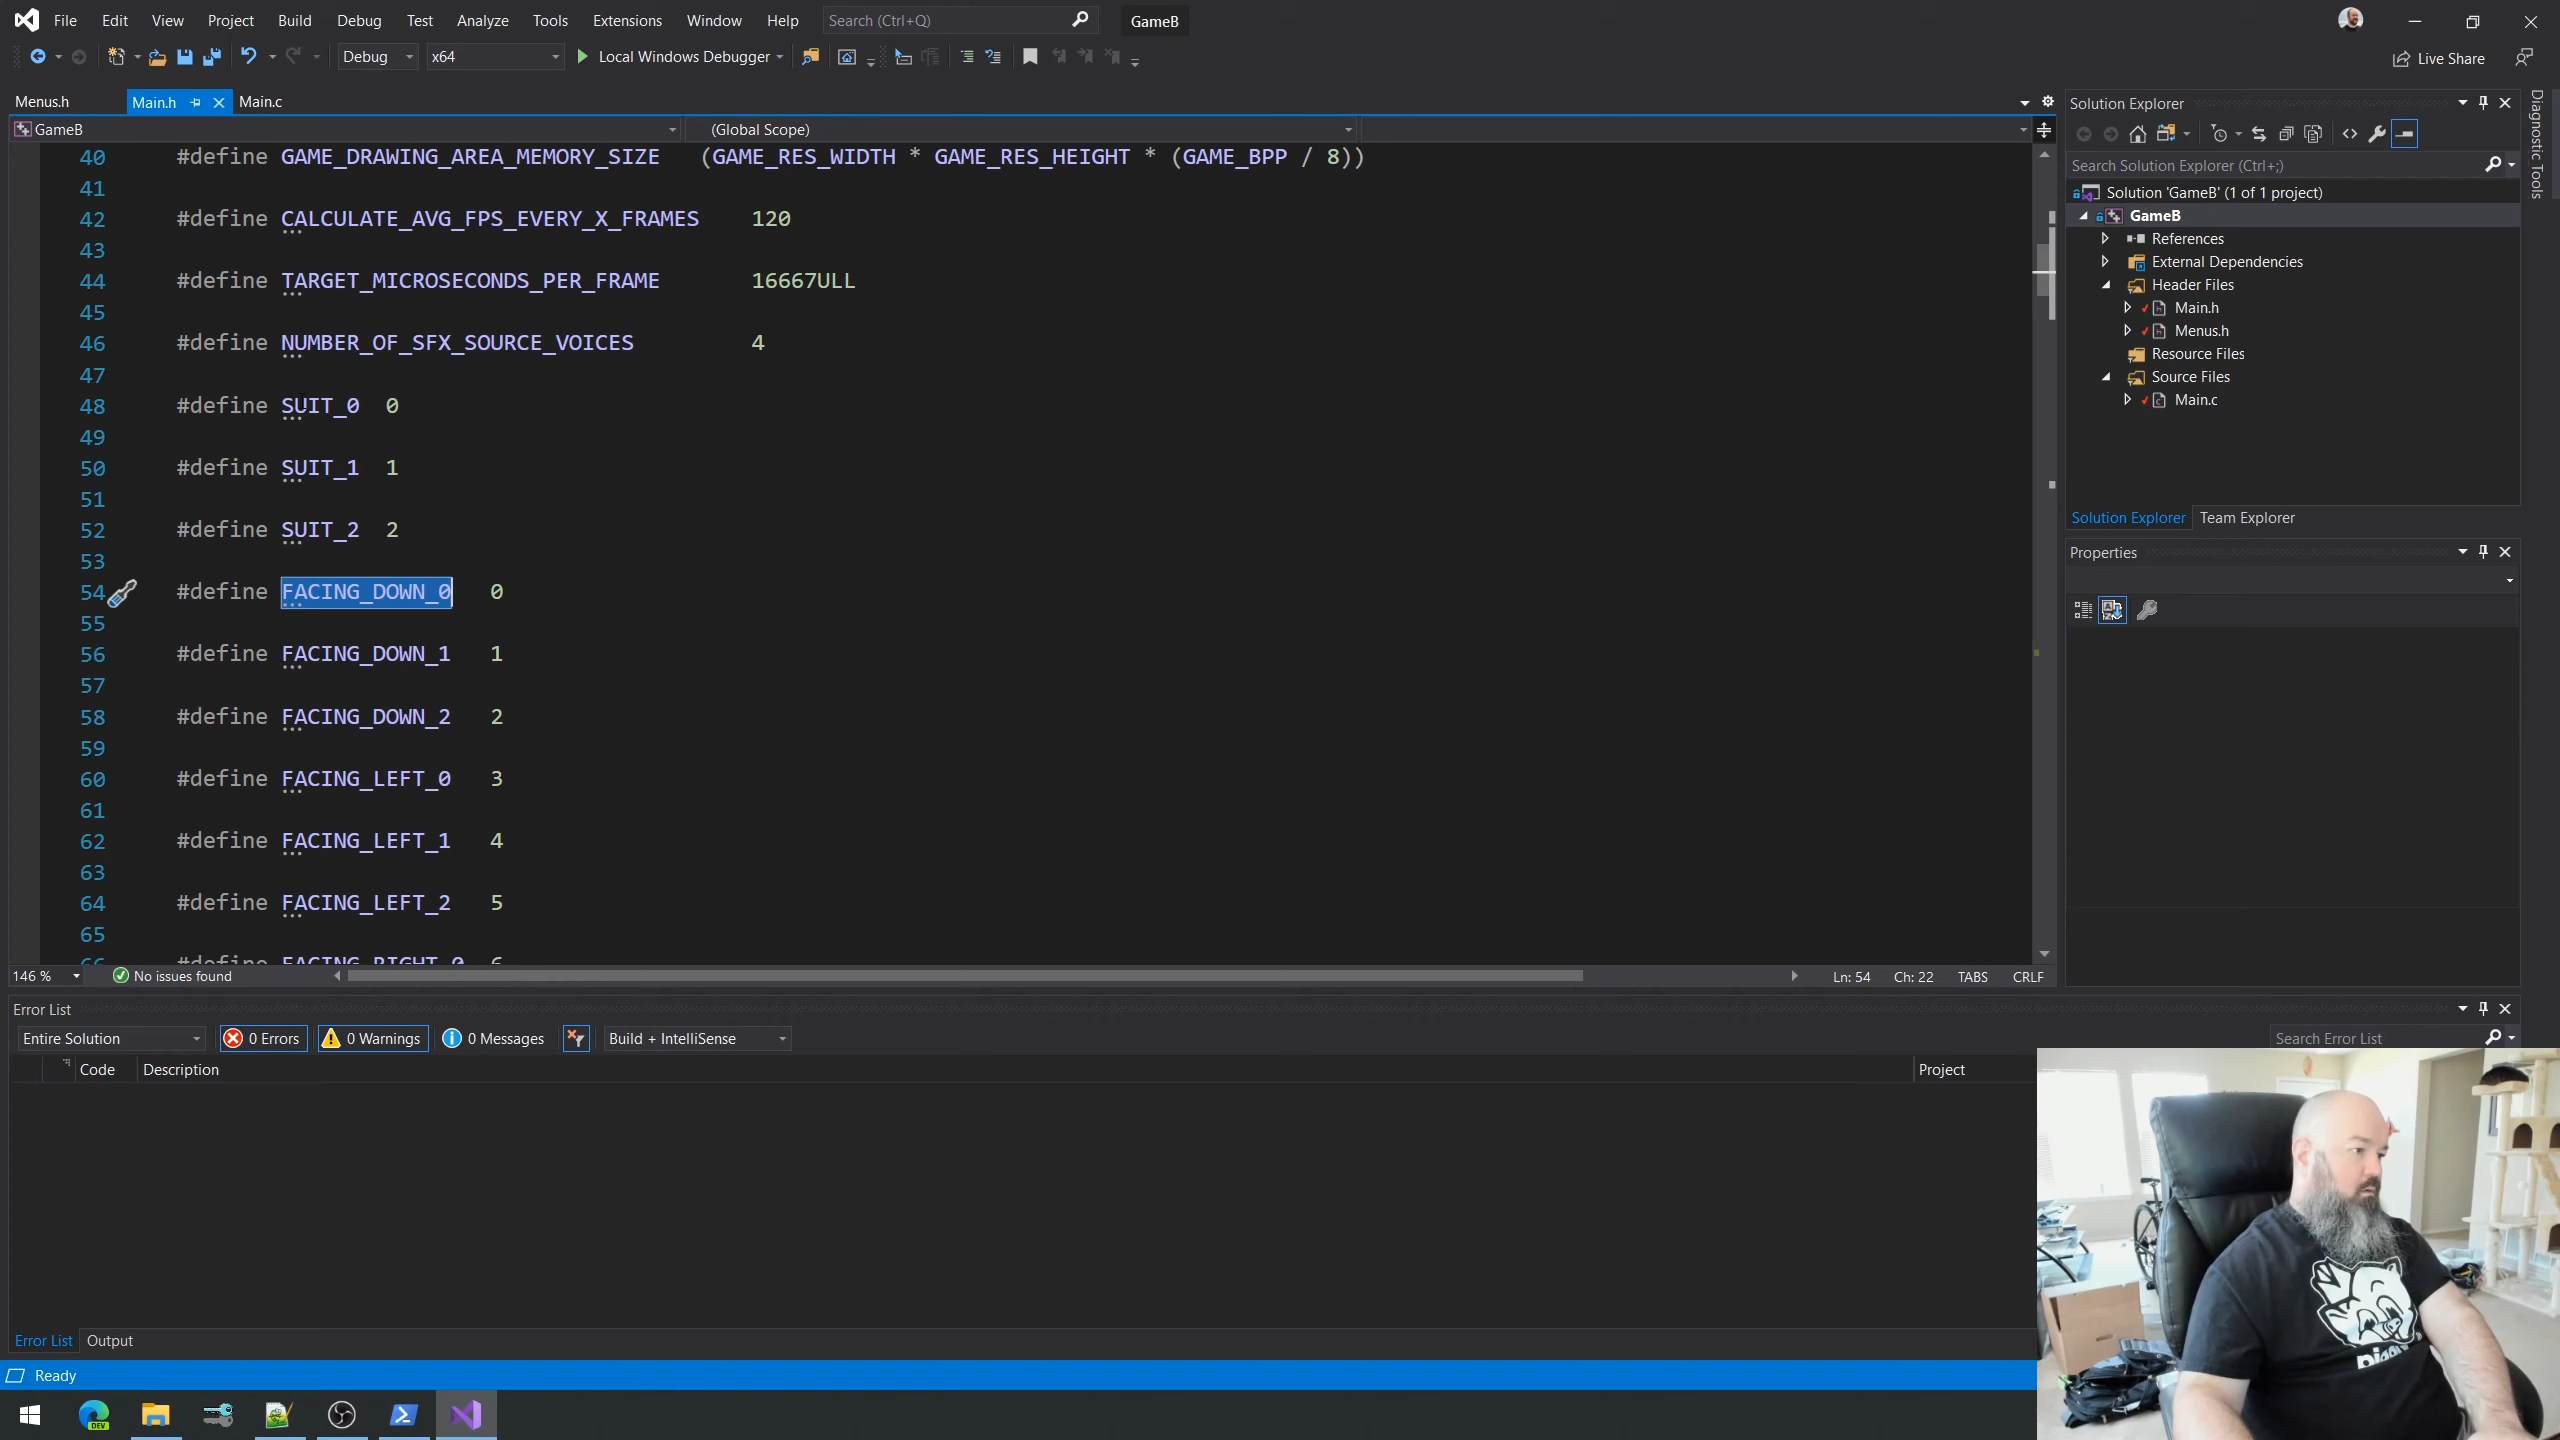 File Edit View Project Build Debug Test Analyze Tools Extensions Window Help Search (Ctrl+Q) GameB
Debug x64 Local Windows Debugger Live Share
Menus.h Main.h Main.c
GameB (Global Scope)
40 #define GAME_DRAWING_AREA_MEMORY_SIZE (GAME_RES_WIDTH * GAME_RES_HEIGHT * (GAME_BPP / 8))
41
42 #define CALCULATE_AVG_FPS_EVERY_X_FRAMES 120
43
44 #define TARGET_MICROSECONDS_PER_FRAME 16667ULL
45
46 #define NUMBER_OF_SFX_SOURCE_VOICES 4
47
48 #define SUIT_0 0
49
50 #define SUIT_1 1
51
52 #define SUIT_2 2
53
54 #define FACING_DOWN_0 0
55
56 #define FACING_DOWN_1 1
57
58 #define FACING_DOWN_2 2
59
60 #define FACING_LEFT_0 3
61
62 #define FACING_LEFT_1 4
63
64 #define FACING_LEFT_2 5
65
66 #define FACING_RIGHT_0 6
146 % No issues found Ln: 54 Ch: 22 TABS CRLF
Solution Explorer
Search Solution Explorer (Ctrl+;)
Solution 'GameB' (1 of 1 project)
GameB
References
External Dependencies
Header Files
Main.h
Menus.h
Resource Files
Source Files
Main.c
Solution Explorer Team Explorer
Properties
Diagnostic Tools
Error List
Entire Solution 0 Errors 0 Warnings 0 Messages Build + IntelliSense Search Error List
Code Description Project
Error List Output
Ready
DEV